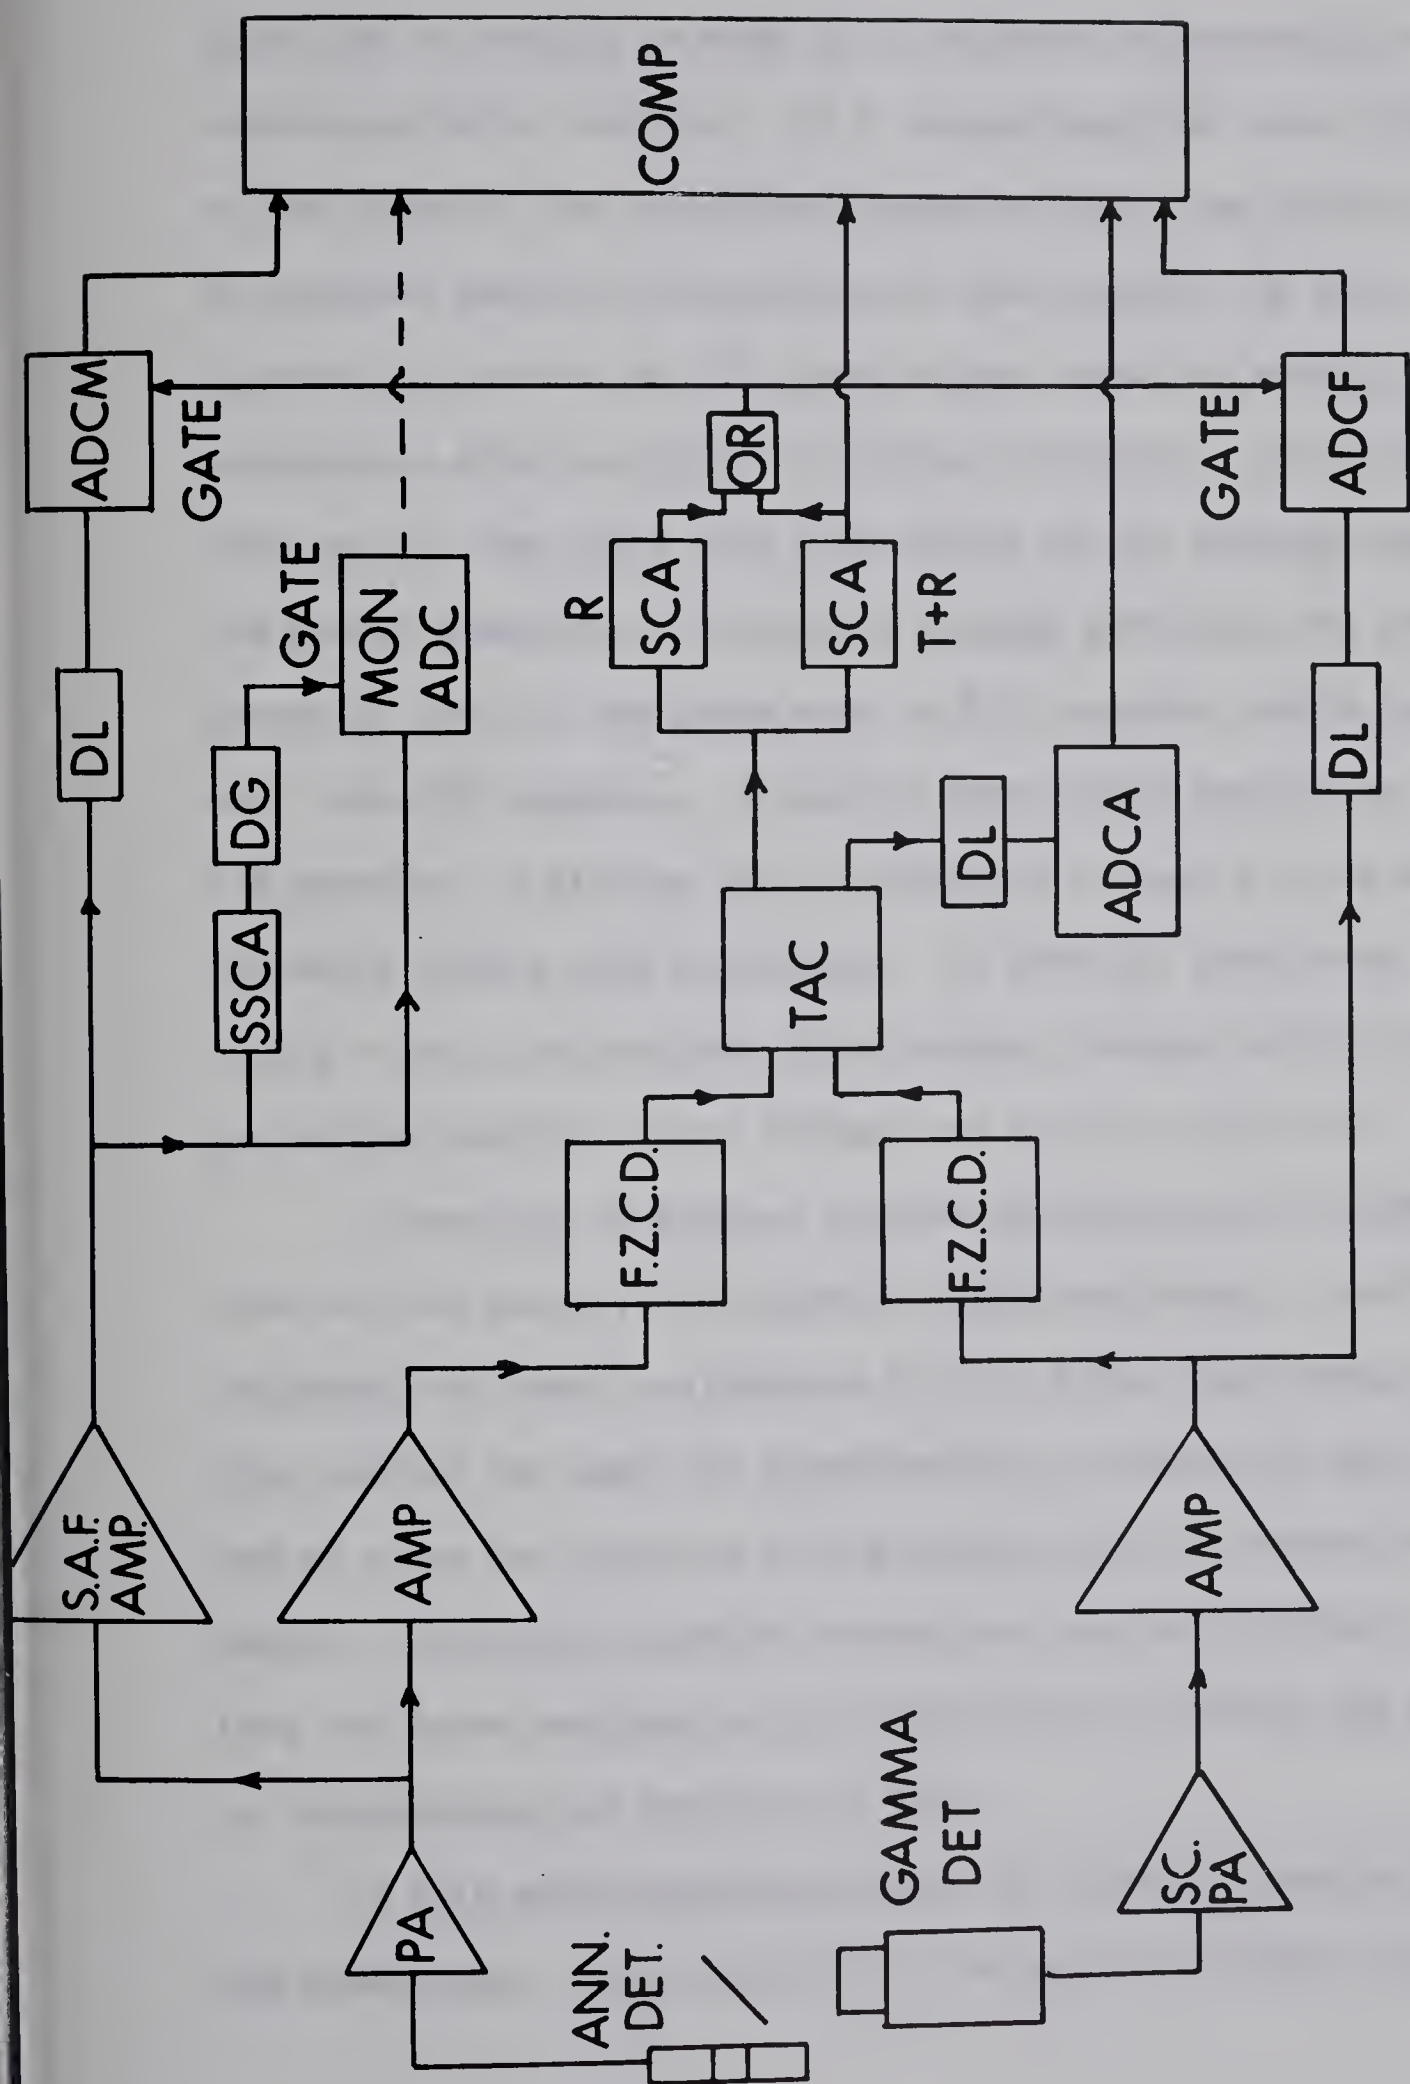 COMP
ADCM
GATE
DL
GATE
MON
ADC
DG
SSCA
OR
R
SCA
SCA
T+R
GATE
ADCF
DL
DL
ADCA
TAC
F.Z.C.D.
F.Z.C.D.
S.A.F.
AMP.
AMP
AMP
PA
ANN.
DET.
GAMMA
DET
SC.
PA